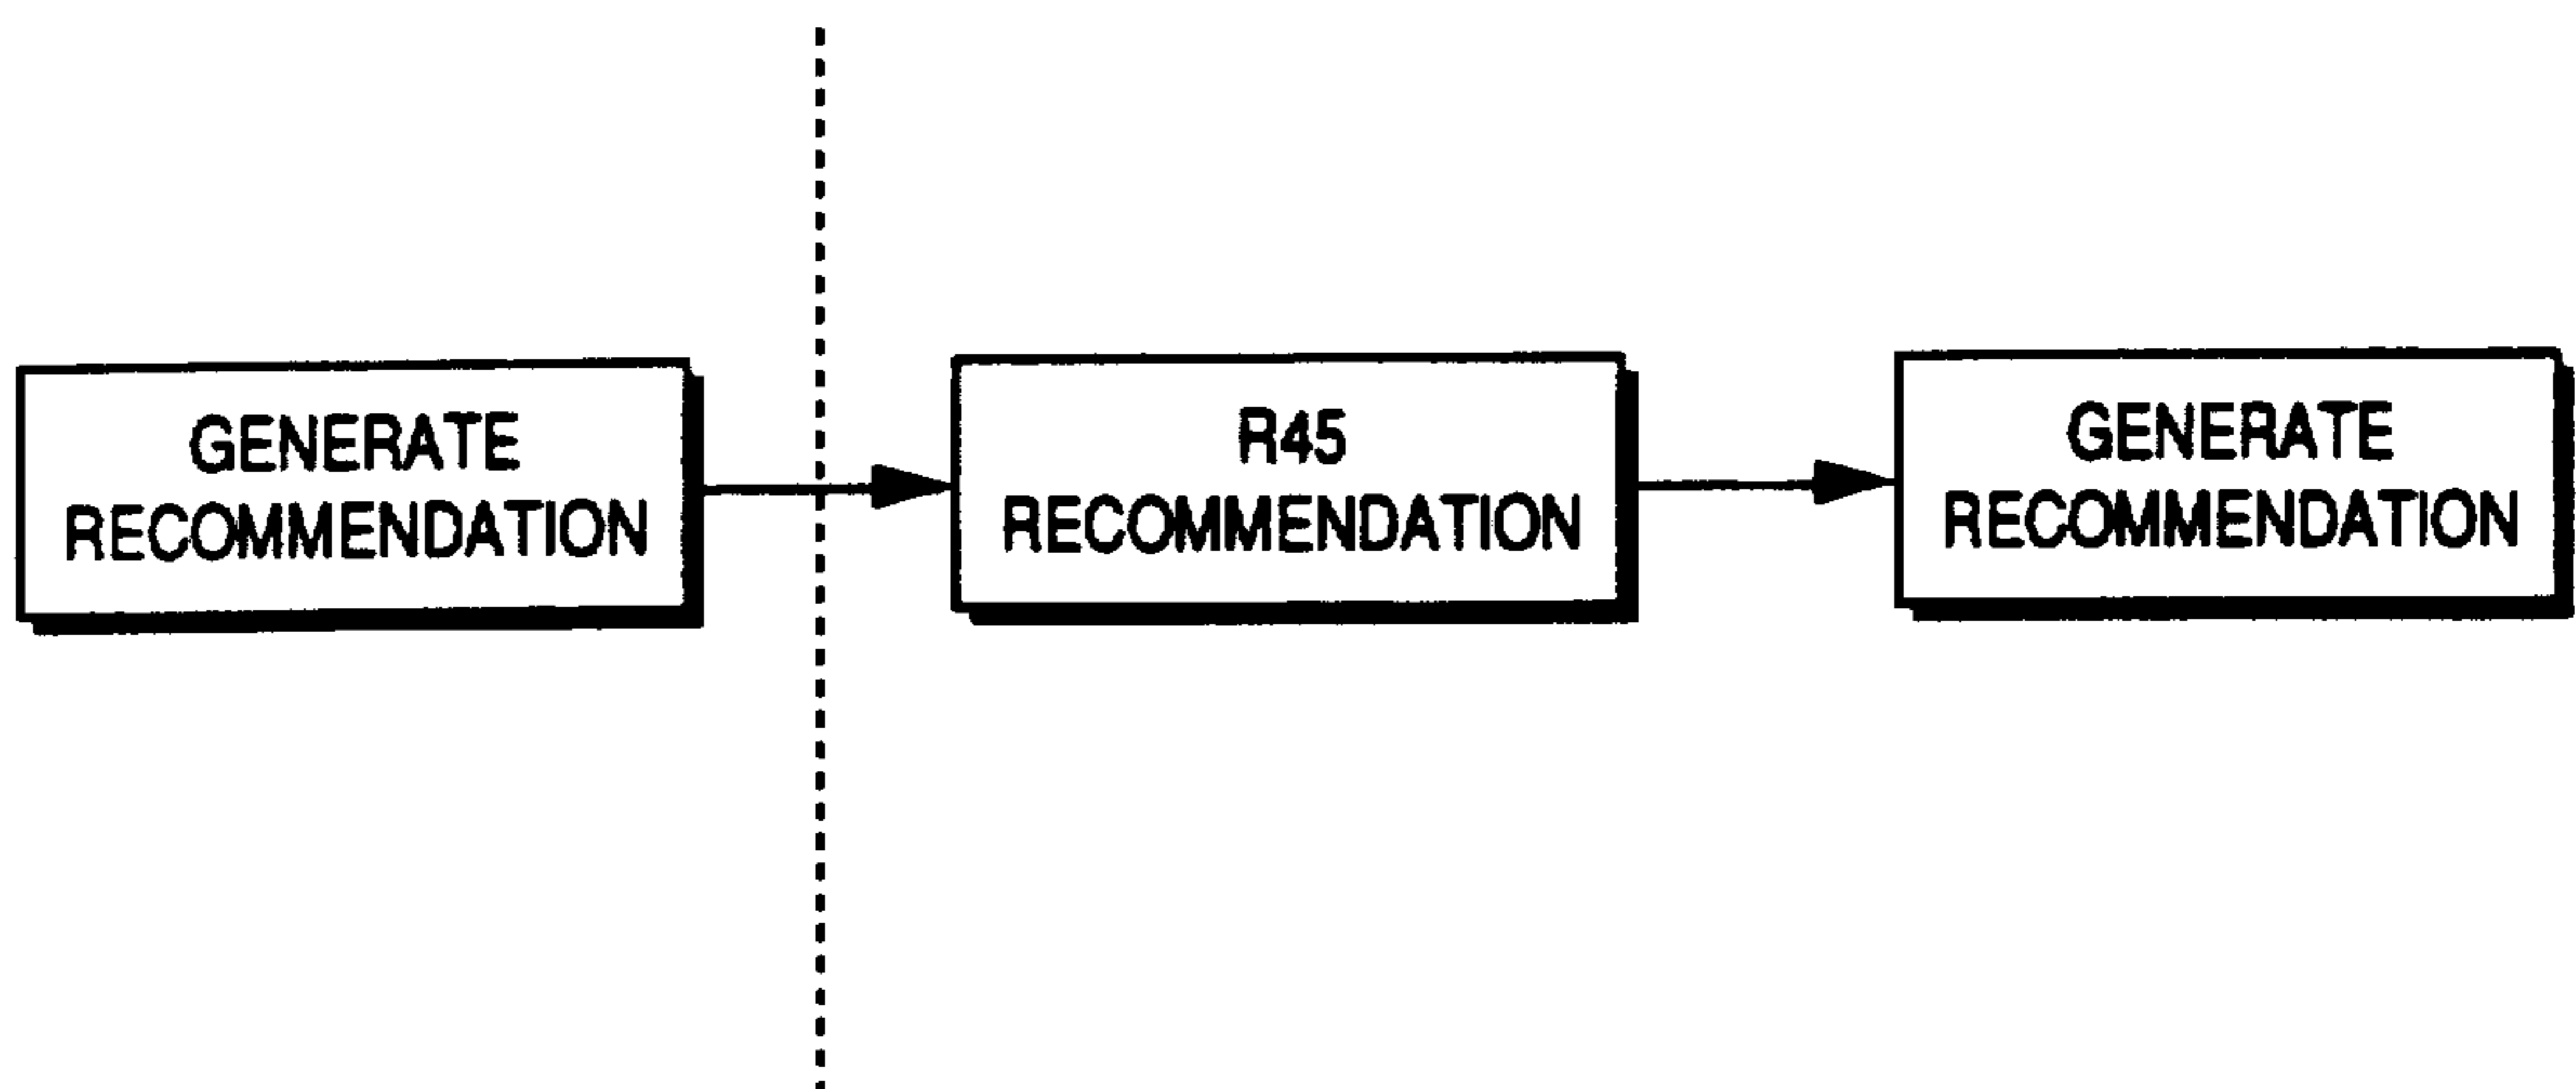 GENERATE
RECOMMENDATION
R45
RECOMMENDATION
GENERATE
RECOMMENDATION